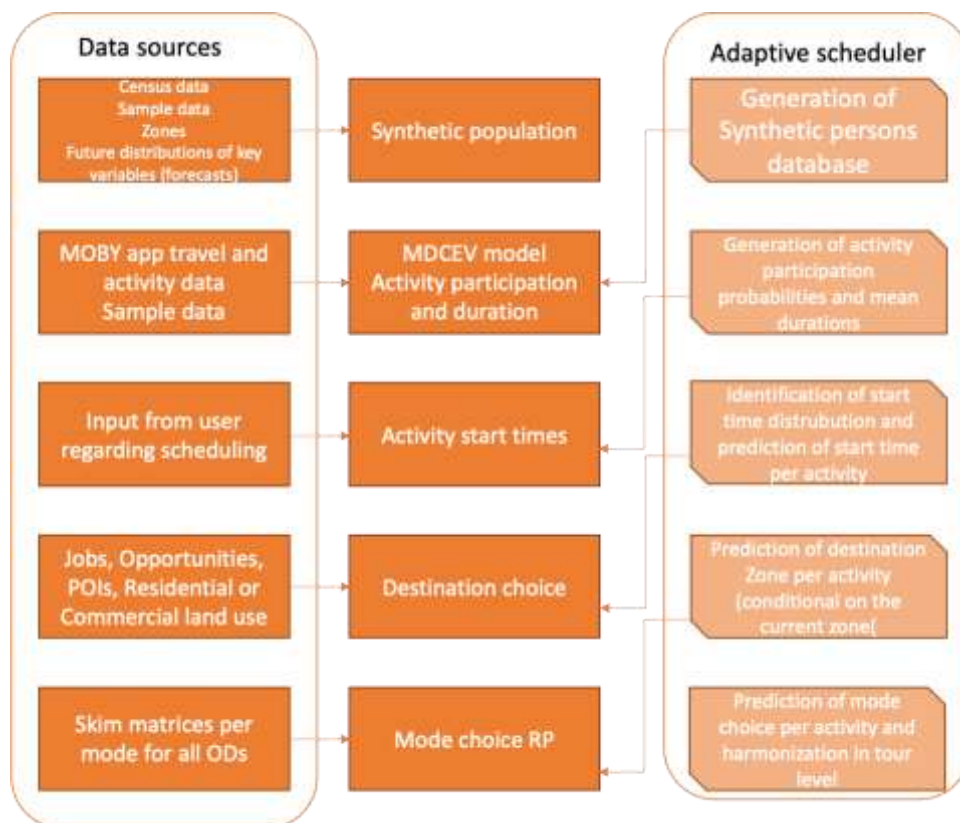 Data sources
Census data
Sample data
Zones
Future distributions of key
variables (forecasts)
MOBY app travel and
activity data
Sample data
Input from user
regarding scheduling
Jobs, Opportunities,
POIs, Residential or
Commercial land use
Skim matrices per
mode for all ODs
Synthetic population
MDCEV model
Activity participation
and duration
Activity start times
Destination choice
Mode choice RP
Adaptive scheduler
Generation of
Synthetic persons
database
Generation of activity
participation
probabilities and mean
durations
Identification of start
time distrubution and
prediction of start time
per activity
Prediction of destination
Zone per activity
(conditional on the
current zone(
Prediction of mode
choice per activity and
harmonization in tour
level